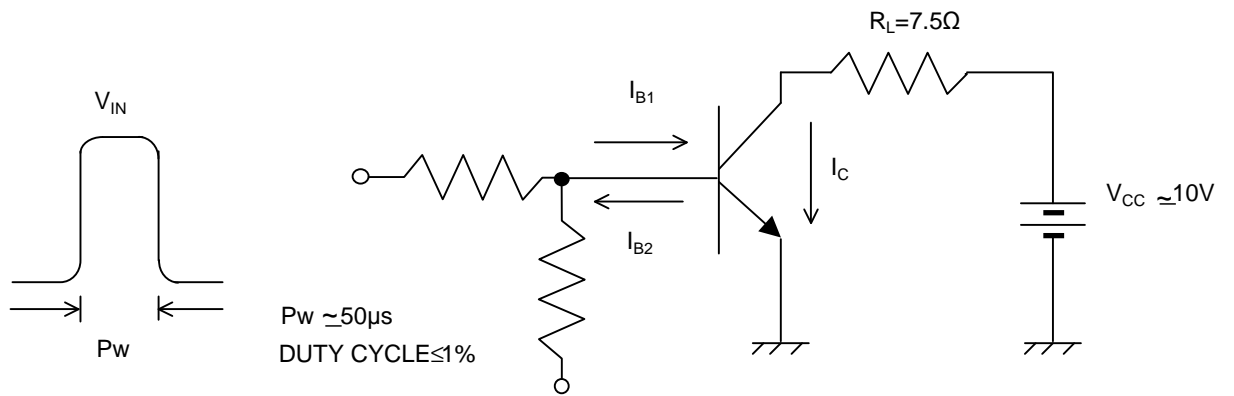 R_L=7.5Ω
V_IN
I_B1
I_C
V_CC ≃10V
I_B2
Pw ≃50μs
DUTY CYCLE≤1%
Pw